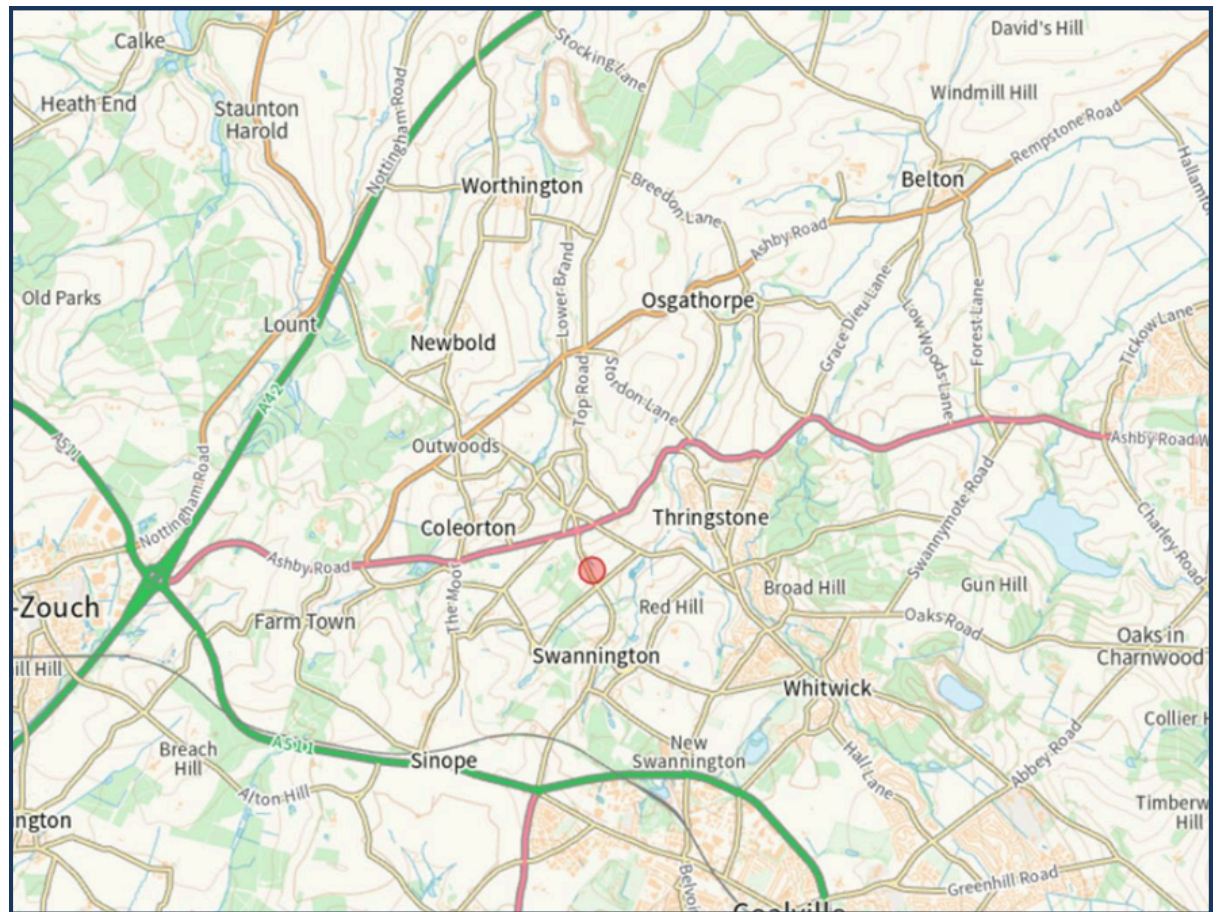 David's Hill
Calke
Stocking Lane
Heath End
Staunton
Harold
Nottingham Road
Windmill Hill
Rempstone Road
Worthington
Belton
Breedon Lane
Ashby Road
Old Parks
Lower Brand
Osgathorpe
Grace Dieu Lane
Low Woods Lane
Forest Lane
Tickow Lane
Lount
Newbold
Top Road
Stordon Lane
A42
A511
Outwoods
Ashby Road W
Nottingham Road
Swannymote Road
Charley Road
Coleorton
Thringstone
Ashby Road
The Moor
Broad Hill
Gun Hill
-Zouch
Farm Town
Red Hill
Oaks Road
Oaks in
Charnwood
Swannington
ill Hill
Whitwick
Collier H
Breach
Hill
A511
Sinope
New
Swannington
Hall Lane
Abbey Road
Alton Hill
Timberw
Hill
ngton
Greenhill Road
Belvoi
Coalville